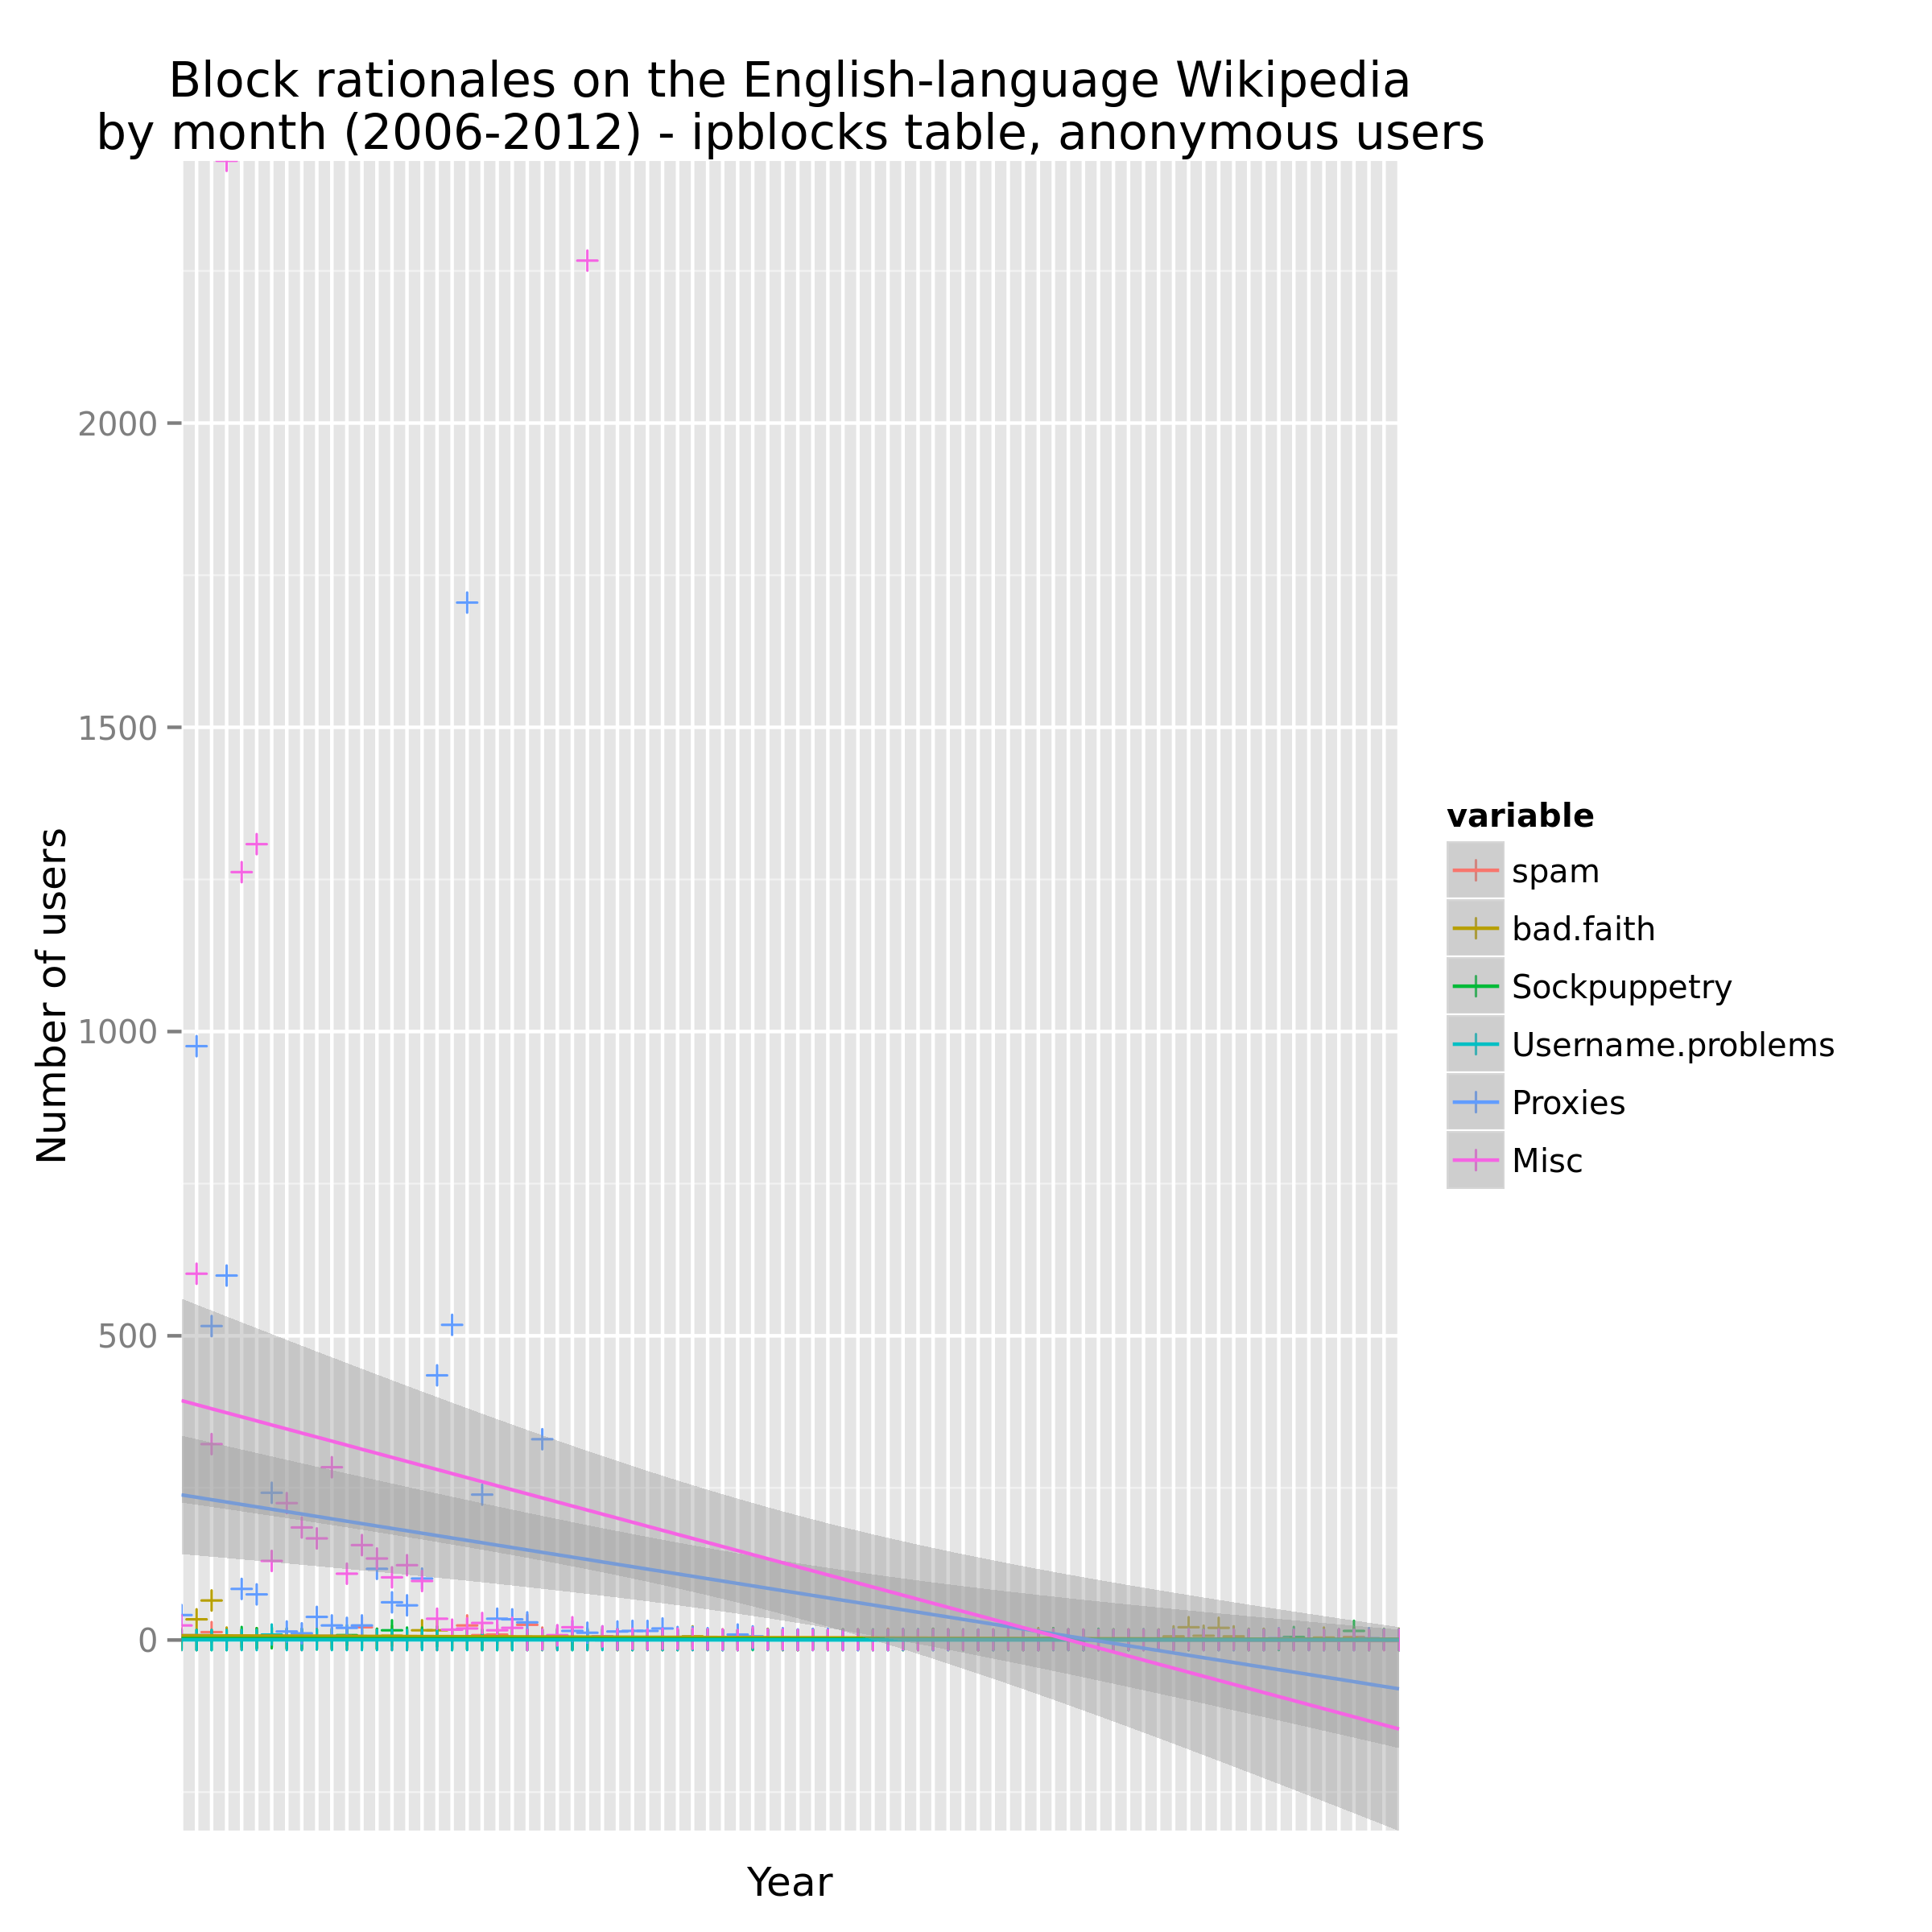 Block rationales on the English-language Wikipedia
by month (2006-2012) - ipblocks table, anonymous users
Number of users
2000
1500
1000
500
0
Year
variable
spam
bad.faith
Sockpuppetry
Username.problems
Proxies
Misc